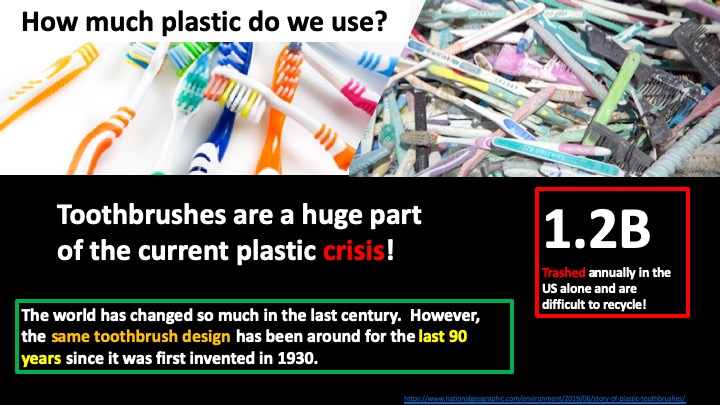 How much plastic do we use?
Toothbrushes are a huge part
of the current plastic crisis!
1.2B
Trashed annually in the
US alone and are
difficult to recycle!
The world has changed so much in the last century.  However,
the same toothbrush design has been around for the last 90
years since it was first invented in 1930.
https://www.nationalgeographic.com/environment/2019/06/story-of-plastic-toothbrushes/